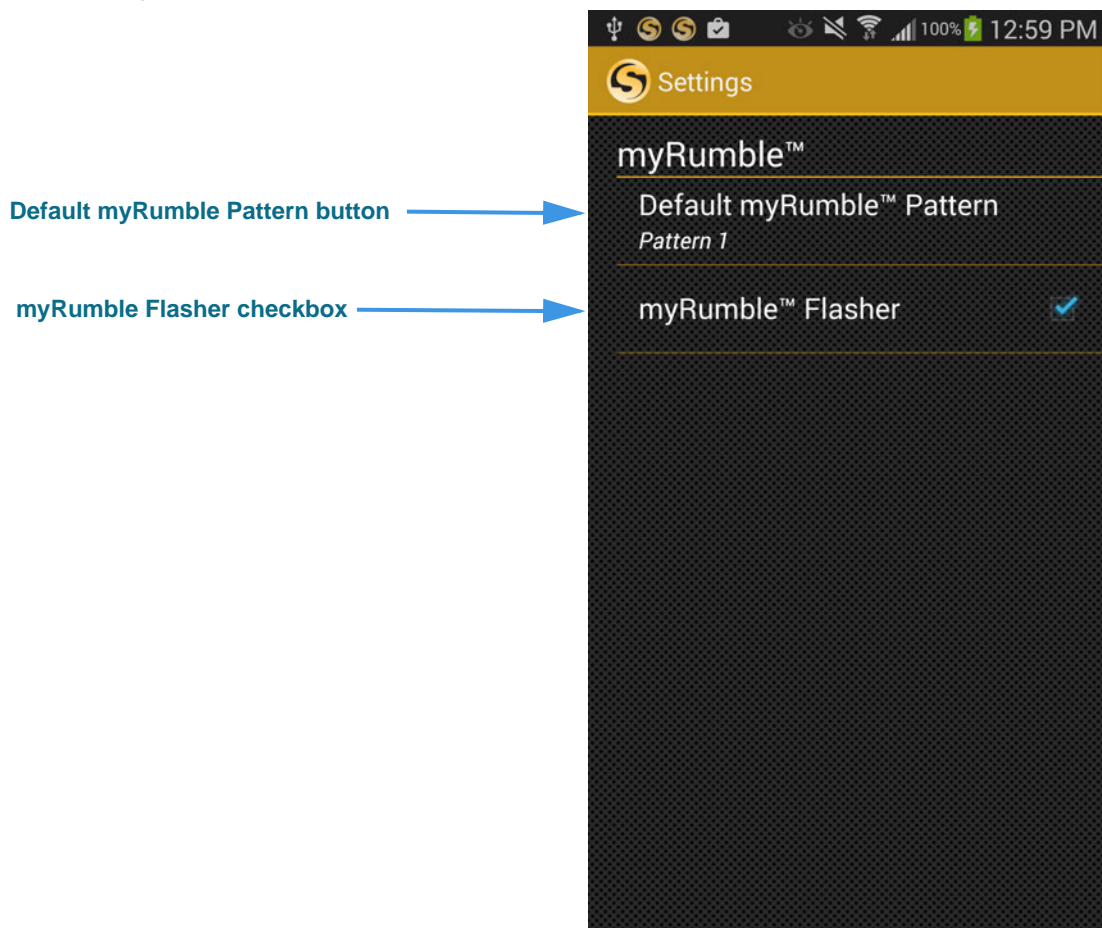 100% 12:59 PM
Settings
myRumble™
Default myRumble Pattern button
Default myRumble™ Pattern
Pattern 1
myRumble Flasher checkbox
myRumble™ Flasher